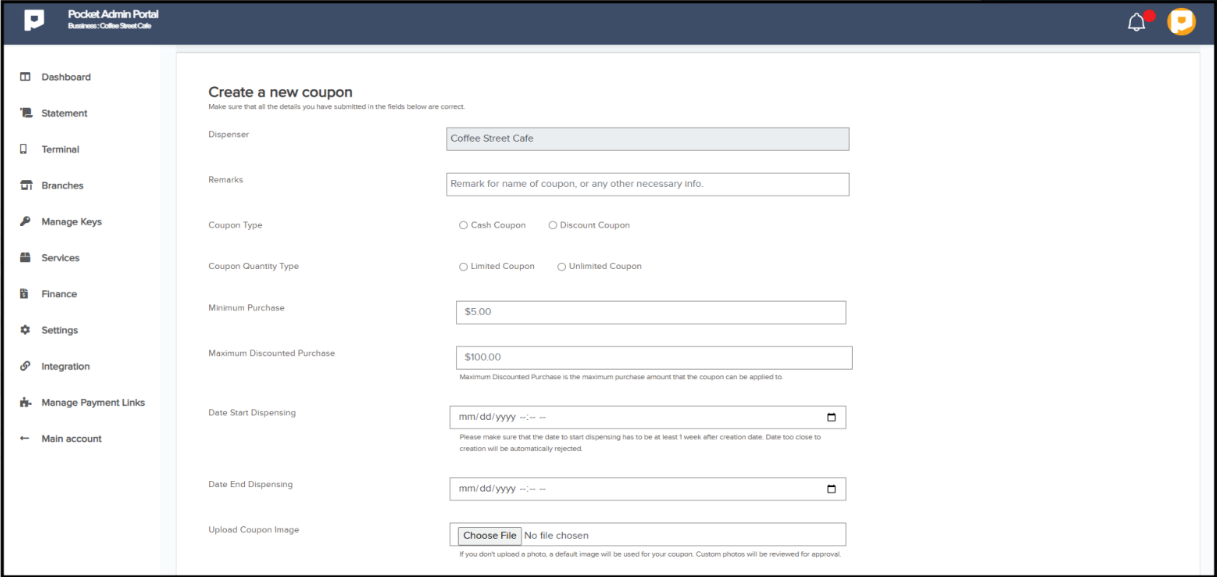 Pocket Admin Portal
Bussiness : Coffee Street Cafe
Dashboard
Statement
Terminal
Branches
Manage Keys
Services
Finance
Settings
Integration
Manage Payment Links
Main account
Create a new coupon
Make sure that all the details you have submitted in the fields below are correct.
Dispenser
Coffee Street Cafe
Remarks
Remark for name of coupon, or any other necessary info.
Coupon Type
Cash Coupon Discount Coupon
Coupon Quantity Type
Limited Coupon Unlimited Coupon
Minimum Purchase
$5.00
Maximum Discounted Purchase
$100.00
Maximum Discounted Purchase is the maximum purchase amount that the coupon can be applied to.
Date Start Dispensing
mm/dd/yyyy --:-- --
Please make sure that the date to start dispensing has to be at least 1 week after creation date. Date too close to
creation will be automatically rejected.
Date End Dispensing
mm/dd/yyyy --:-- --
Upload Coupon Image
Choose File No file chosen
If you don't upload a photo, a default image will be used for your coupon. Custom photos will be reviewed for approval.